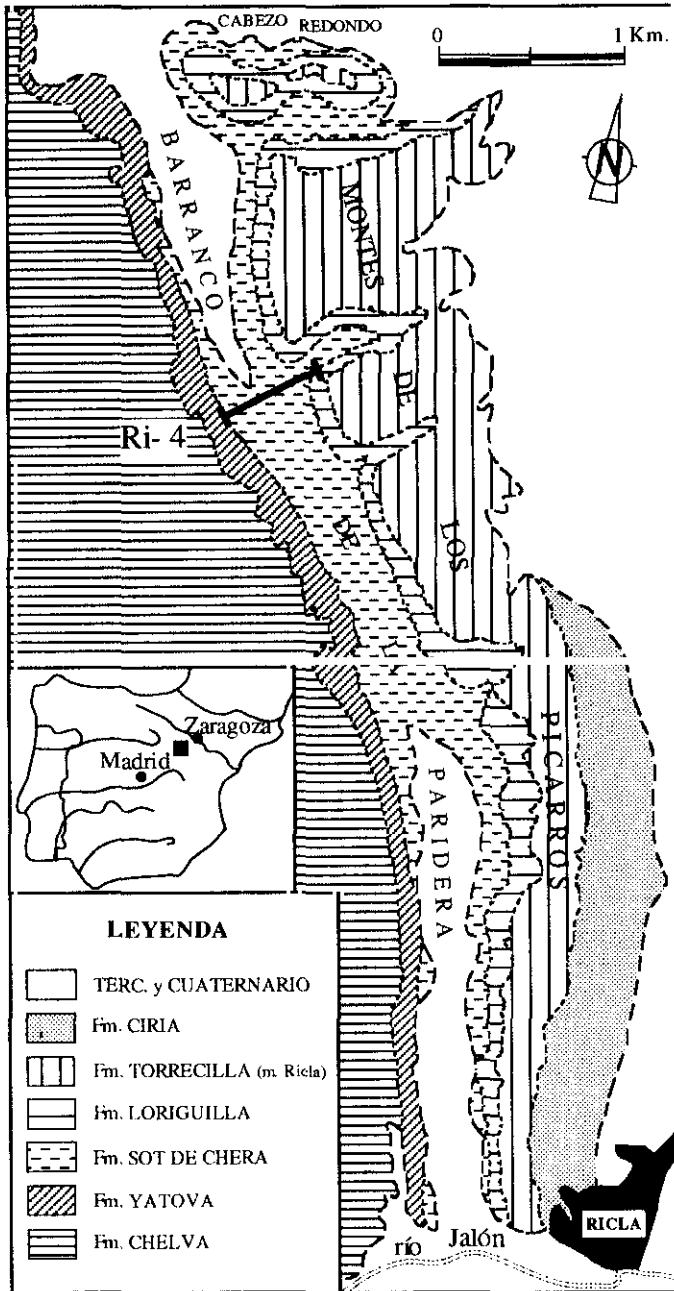 CABEZO REDONDO
0 1 Km.
N
BARRANCO
DE
LA
PARIDERA
MONTES
DE
LOS
PICARROS
Ri- 4
Zaragoza
Madrid
LEYENDA
TERC. y CUATERNARIO
Fm. CIRIA
Fm. TORRECILLA (m. Ricla)
Fm. LORIGUILLA
Fm. SOT DE CHERA
Fm. YATOVA
Fm. CHELVA
RICLA
río Jalón